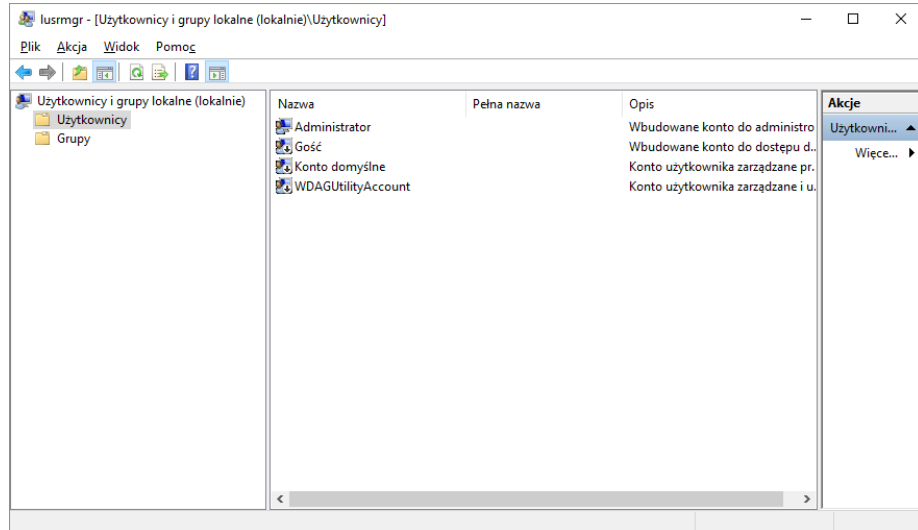 lusrmgr - [Użytkownicy i grupy lokalne (lokalnie)\Użytkownicy]
Plik Akcja Widok Pomoc
Użytkownicy i grupy lokalne (lokalnie)
Użytkownicy
Grupy
Nazwa Pełna nazwa Opis
Administrator Wbudowane konto do administro
Gość Wbudowane konto do dostępu d..
Konto domyślne Konto użytkownika zarządzane pr.
WDAGUtilityAccount Konto użytkownika zarządzane i u.
Akcje
Użytkowni...
Więce...